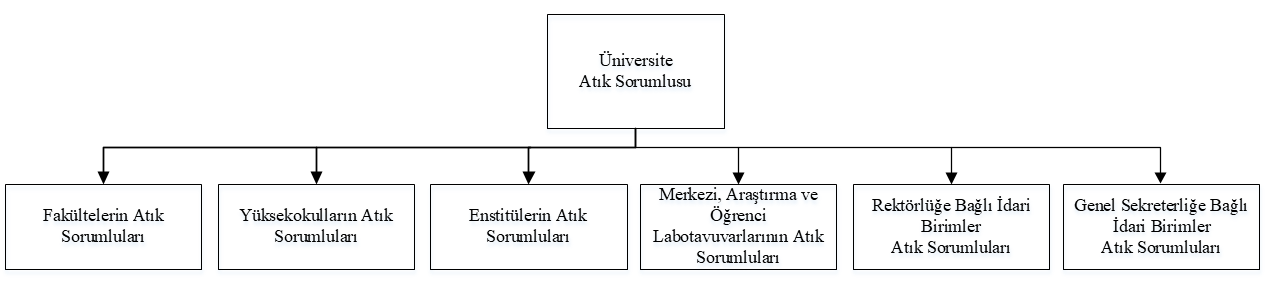 Üniversite
Atık Sorumlusu
Fakültelerin Atık
Sorumluları
Yüksekokulların Atık
Sorumluları
Enstitülerin Atık
Sorumluları
Merkezi, Araştırma ve
Öğrenci
Labotavuvarlarının Atık
Sorumluları
Rektörlüğe Bağlı İdari
Birimler
Atık Sorumluları
Genel Sekreterliğe Bağlı
İdari Birimler
Atık Sorumluları